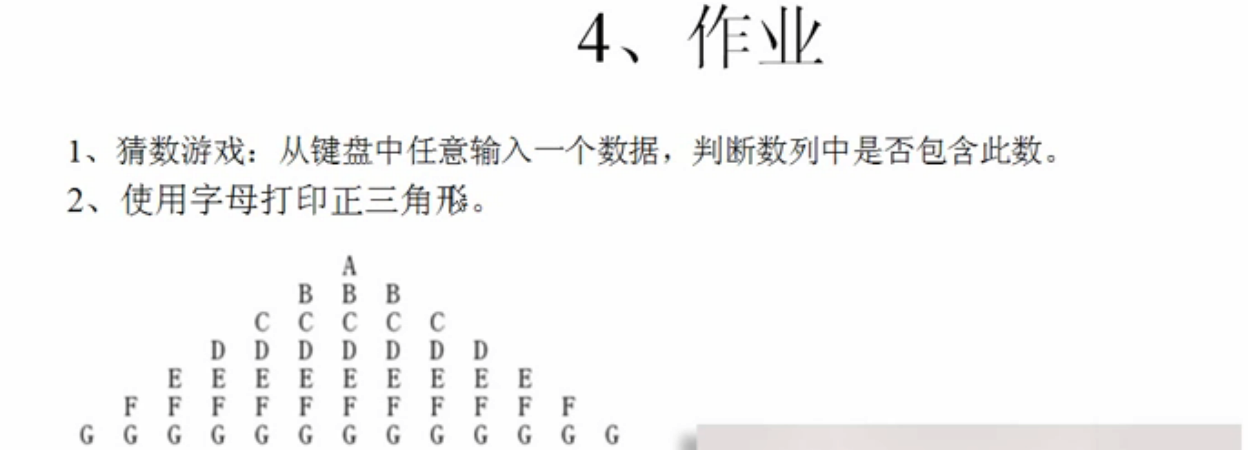 4、作业
1、猜数游戏：从键盘中任意输入一个数据，判断数列中是否包含此数。
2、使用字母打印正三角形。
A
B B B
C C C C C
D D D D D D D
E E E E E E E E E
F F F F F F F F F F F
G G G G G G G G G G G G G